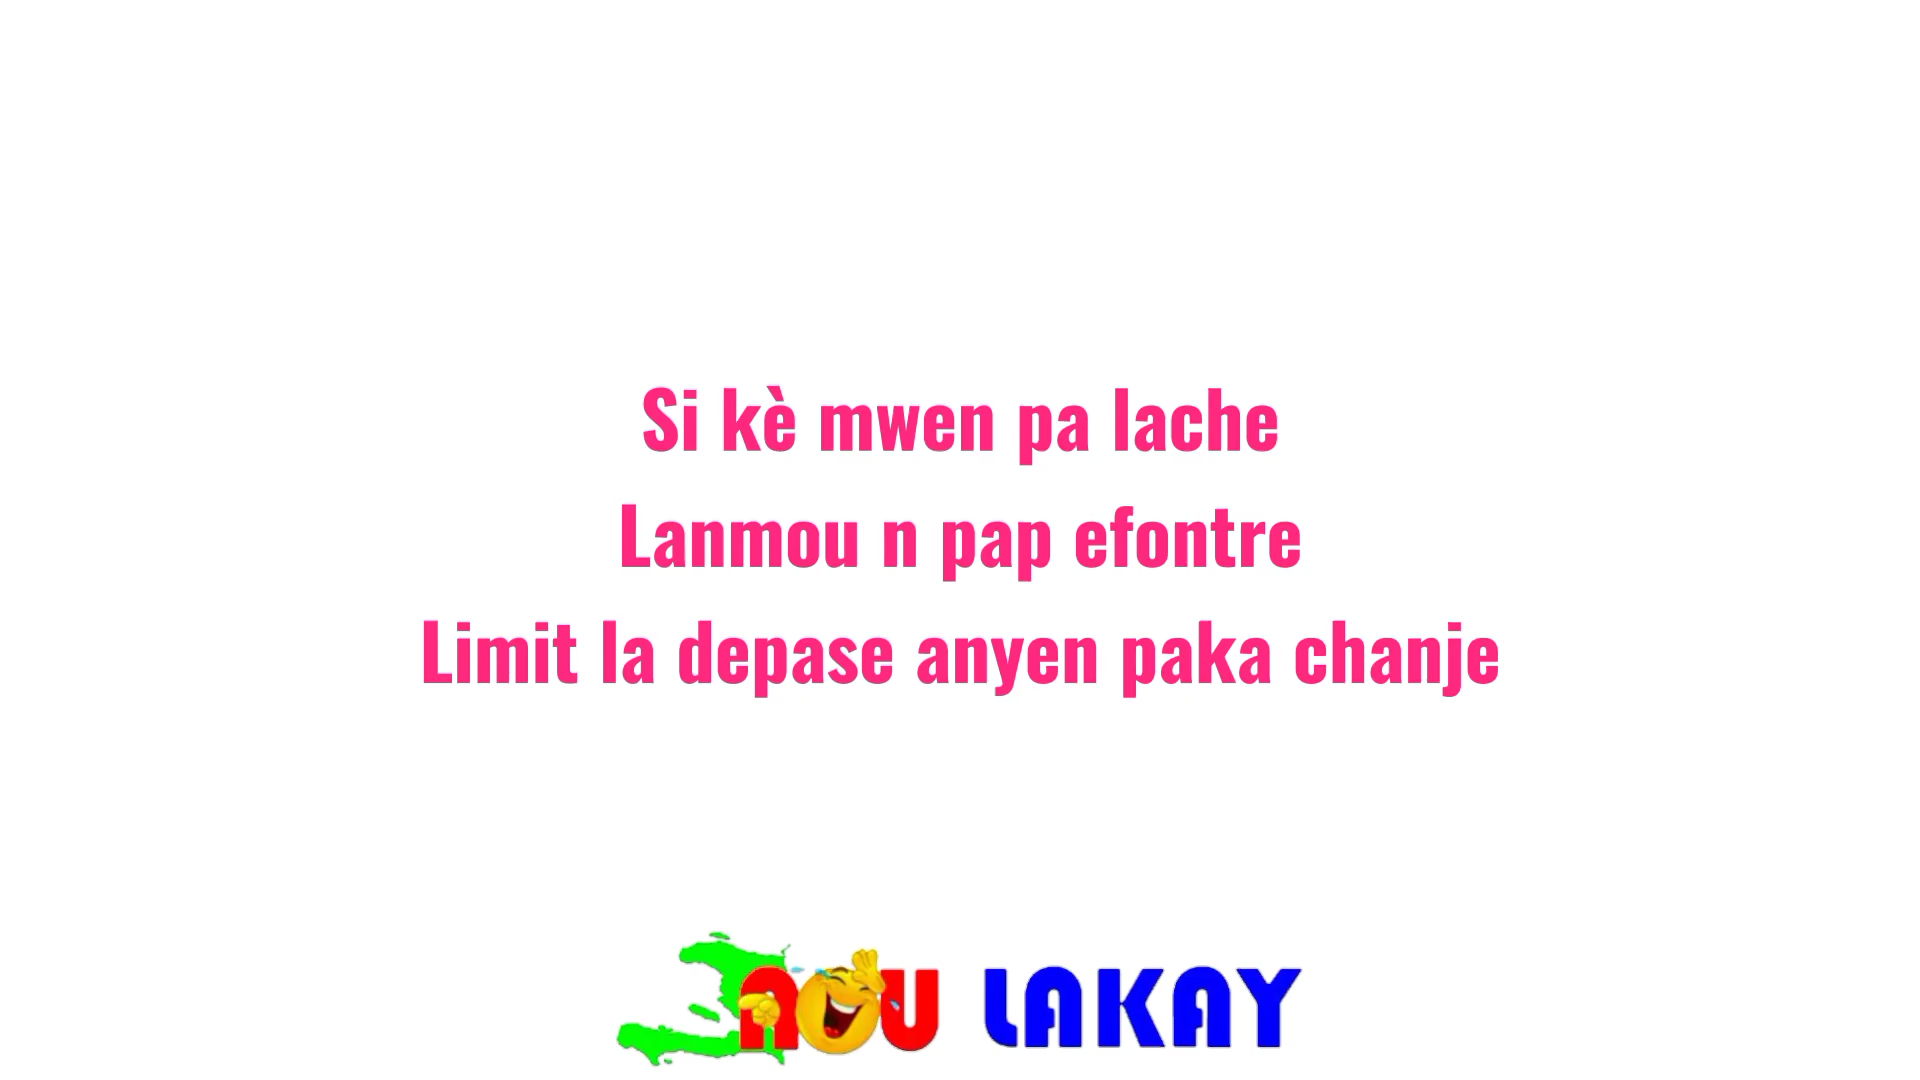 Si kè mwen pa lache
Lanmou n pap efontre
Limit la depase anyen paka chanje
NOU LAKAY